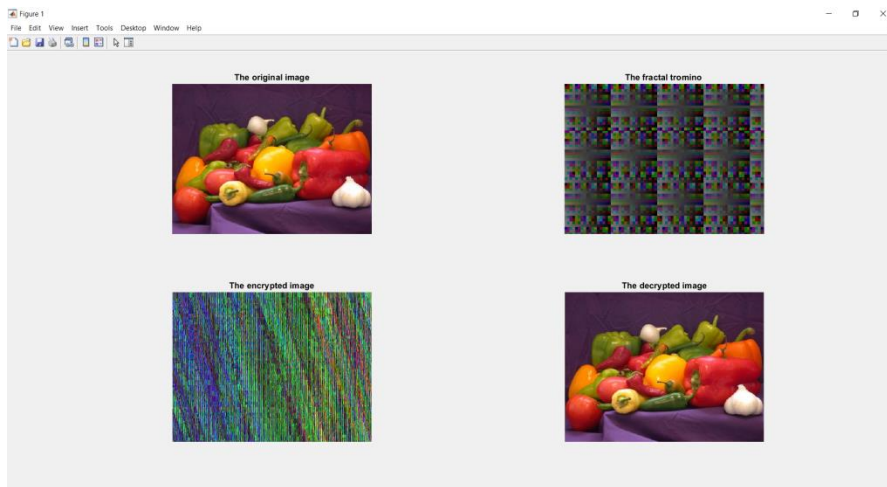 Figure 1
File Edit View Insert Tools Desktop Window Help
The original image
The fractal tromino
The encrypted image
The decrypted image